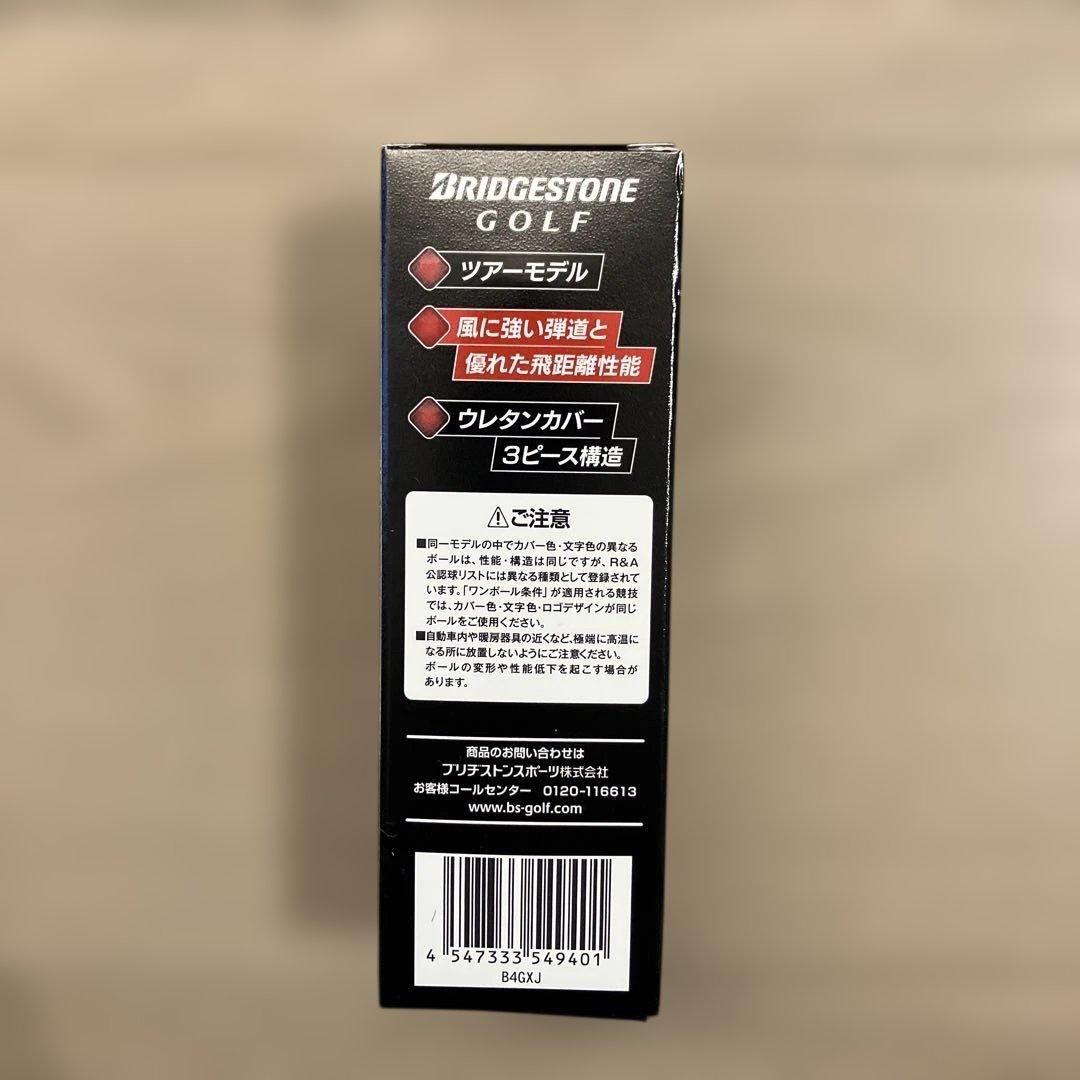 BRIDGESTONE
GOLF
ツアーモデル
風に強い弾道と
優れた飛距離性能
ウレタンカバー
3ピース構造
⚠ご注意
■同一モデルの中でカバー色・文字色の異なる
ボールは、性能・構造は同じですが、R&A
公認球リストには異なる種類として登録されて
います。「ワンボール条件」が適用される競技
では、カバー色・文字色・ロゴデザインが同じ
ボールをご使用ください。
■自動車内や暖房器具の近くなど、極端に高温に
なる所に放置しないようにご注意ください。
ボールの変形や性能低下を起こす場合が
あります。
商品のお問い合わせは
ブリヂストンスポーツ株式会社
お客様コールセンター 0120-116613
www.bs-golf.com
4 547333 549401
B4GXJ